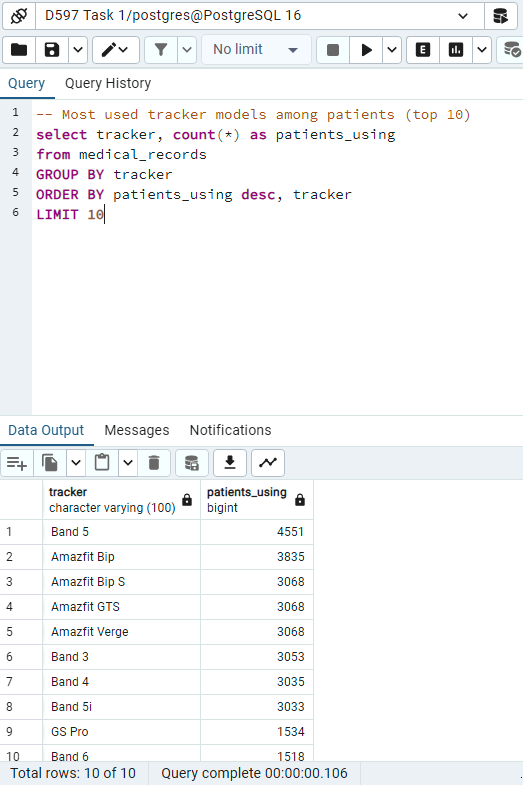 D597 Task 1/postgres@PostgreSQL 16
No limit
E
Query Query History
1 -- Most used tracker models among patients (top 10)
2 select tracker, count(*) as patients_using
3 from medical_records
4 GROUP BY tracker
5 ORDER BY patients_using desc, tracker
6 LIMIT 10
Data Output Messages Notifications
tracker patients_using
character varying (100) bigint
1 Band 5 4551
2 Amazfit Bip 3835
3 Amazfit Bip S 3068
4 Amazfit GTS 3068
5 Amazfit Verge 3068
6 Band 3 3053
7 Band 4 3035
8 Band 5i 3033
9 GS Pro 1534
10 Band 6 1518
Total rows: 10 of 10 Query complete 00:00:00.106